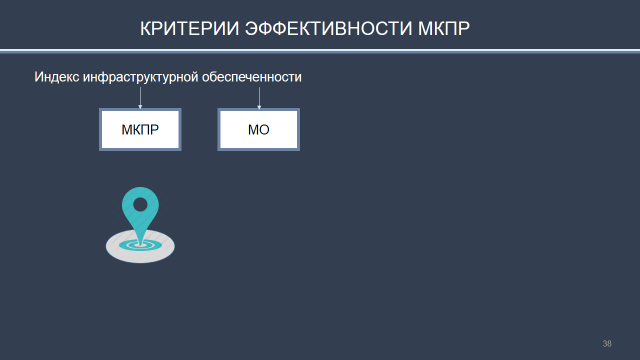 КРИТЕРИИ ЭФФЕКТИВНОСТИ МКПР
Индекс инфраструктурной обеспеченности
МКПР
МО
38